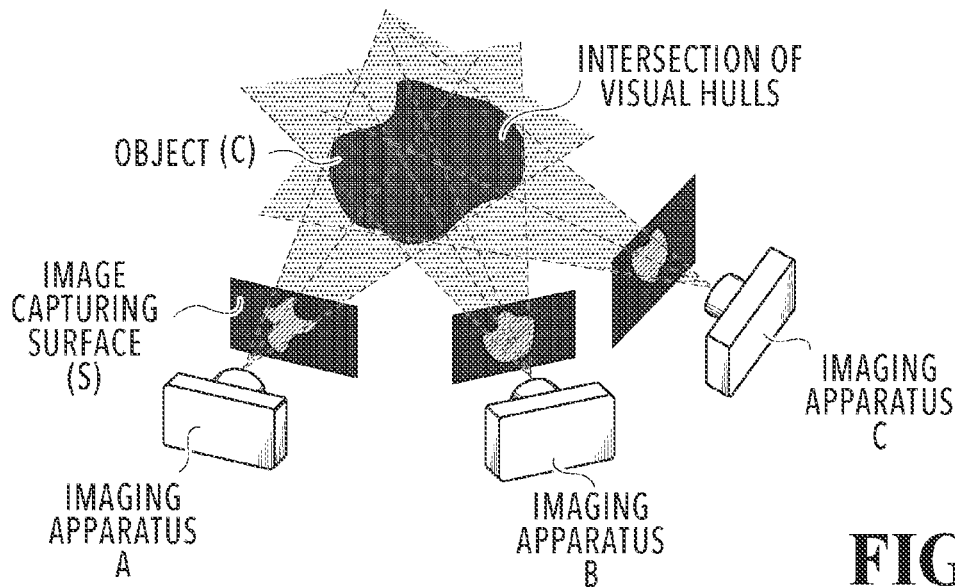 INTERSECTION OF
VISUAL HULLS
OBJECT (C)
IMAGE
CAPTURING
SURFACE
(S)
IMAGING
APPARATUS
A
IMAGING
APPARATUS
B
IMAGING
APPARATUS
C
FIG